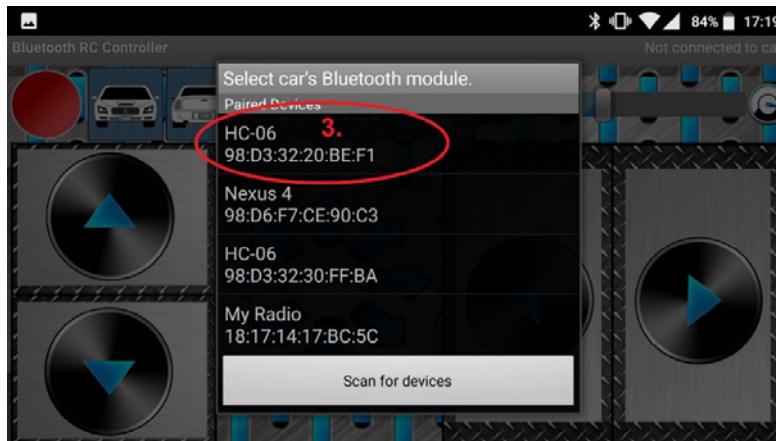 84% 17:19
Bluetooth RC Controller
Not connected to ca
Select car's Bluetooth module.
Paired Devices
HC-06 3.
98:D3:32:20:BE:F1
Nexus 4
98:D6:F7:CE:90:C3
HC-06
98:D3:32:30:FF:BA
My Radio
18:17:14:17:BC:5C
Scan for devices